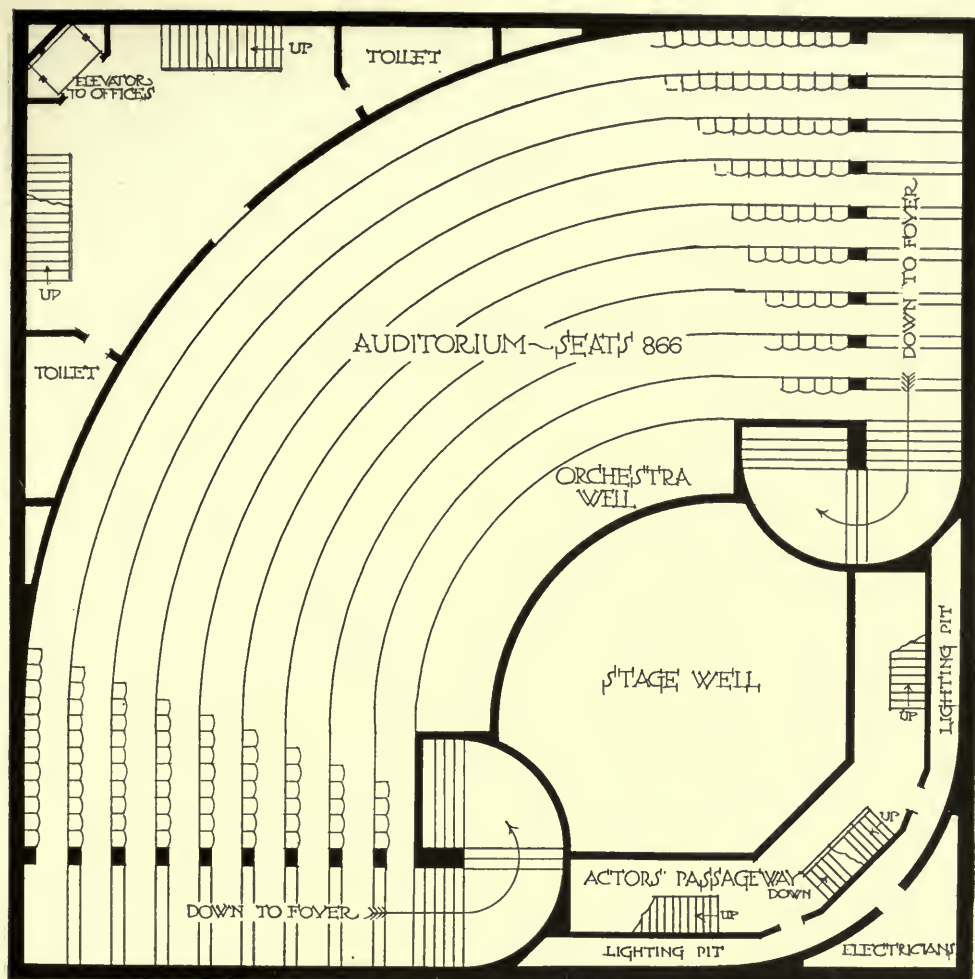 UP
TOILET
ELEVATOR
TO OFFICES
UP
DOWN TO FOYER
AUDITORIUM~SEATS 866
TOILET
ORCHESTRA
WELL
LIGHTING PIT
STAGE WELL
UP
UP
ACTORS' PASSAGEWAY
DOWN
DOWN TO FOYER
UP
LIGHTING PIT
ELECTRICIANS